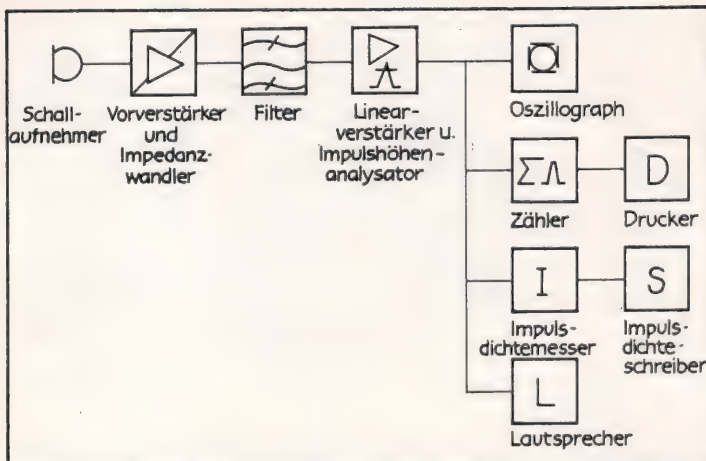 Schall-
aufnehmer
Vorverstärker
und
Impedanz-
wandler
Filter
Linear-
verstärker u.
Impulshöhen-
analysator
Oszillograph
Σ
Zähler
D
Drucker
I
Impuls-
dichtemesser
S
Impuls-
dichte-
schreiber
L
Lautsprecher